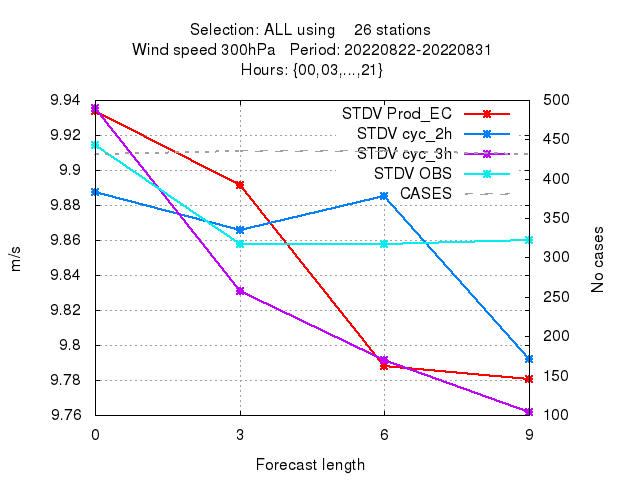 Selection: ALL using    26 stations
Wind speed 300hPa   Period: 20220822-20220831
Hours: {00,03,...,21}
9.94
9.92
9.9
9.88
9.86
9.84
9.82
9.8
9.78
9.76
m/s
STDV Prod_EC
STDV cyc_2h
STDV cyc_3h
STDV OBS
CASES
500
450
400
350
300
250
200
150
100
No cases
0 3 6 9
Forecast length